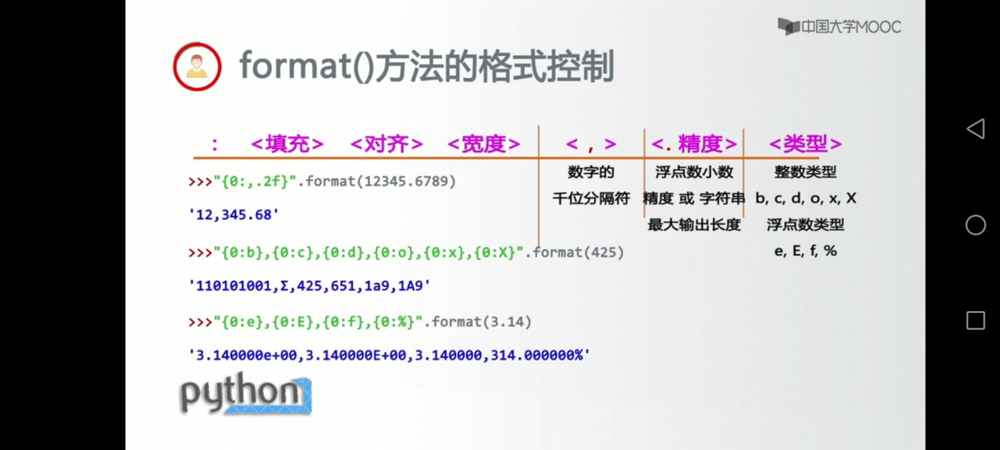 中国大学MOOC
format()方法的格式控制
: <填充> <对齐> <宽度> < , > <. 精度> <类型>
数字的
千位分隔符
浮点数小数
精度 或 字符串
最大输出长度
整数类型
b, c, d, o, x, X
浮点数类型
e, E, f, %
>>>"{0:,.2f}".format(12345.6789)
'12,345.68'
>>>"{0:b},{0:c},{0:d},{0:o},{0:x},{0:X}".format(425)
'110101001,Σ,425,651,1a9,1A9'
>>>"{0:e},{0:E},{0:f},{0:%}".format(3.14)
'3.140000e+00,3.140000E+00,3.140000,314.000000%'
python